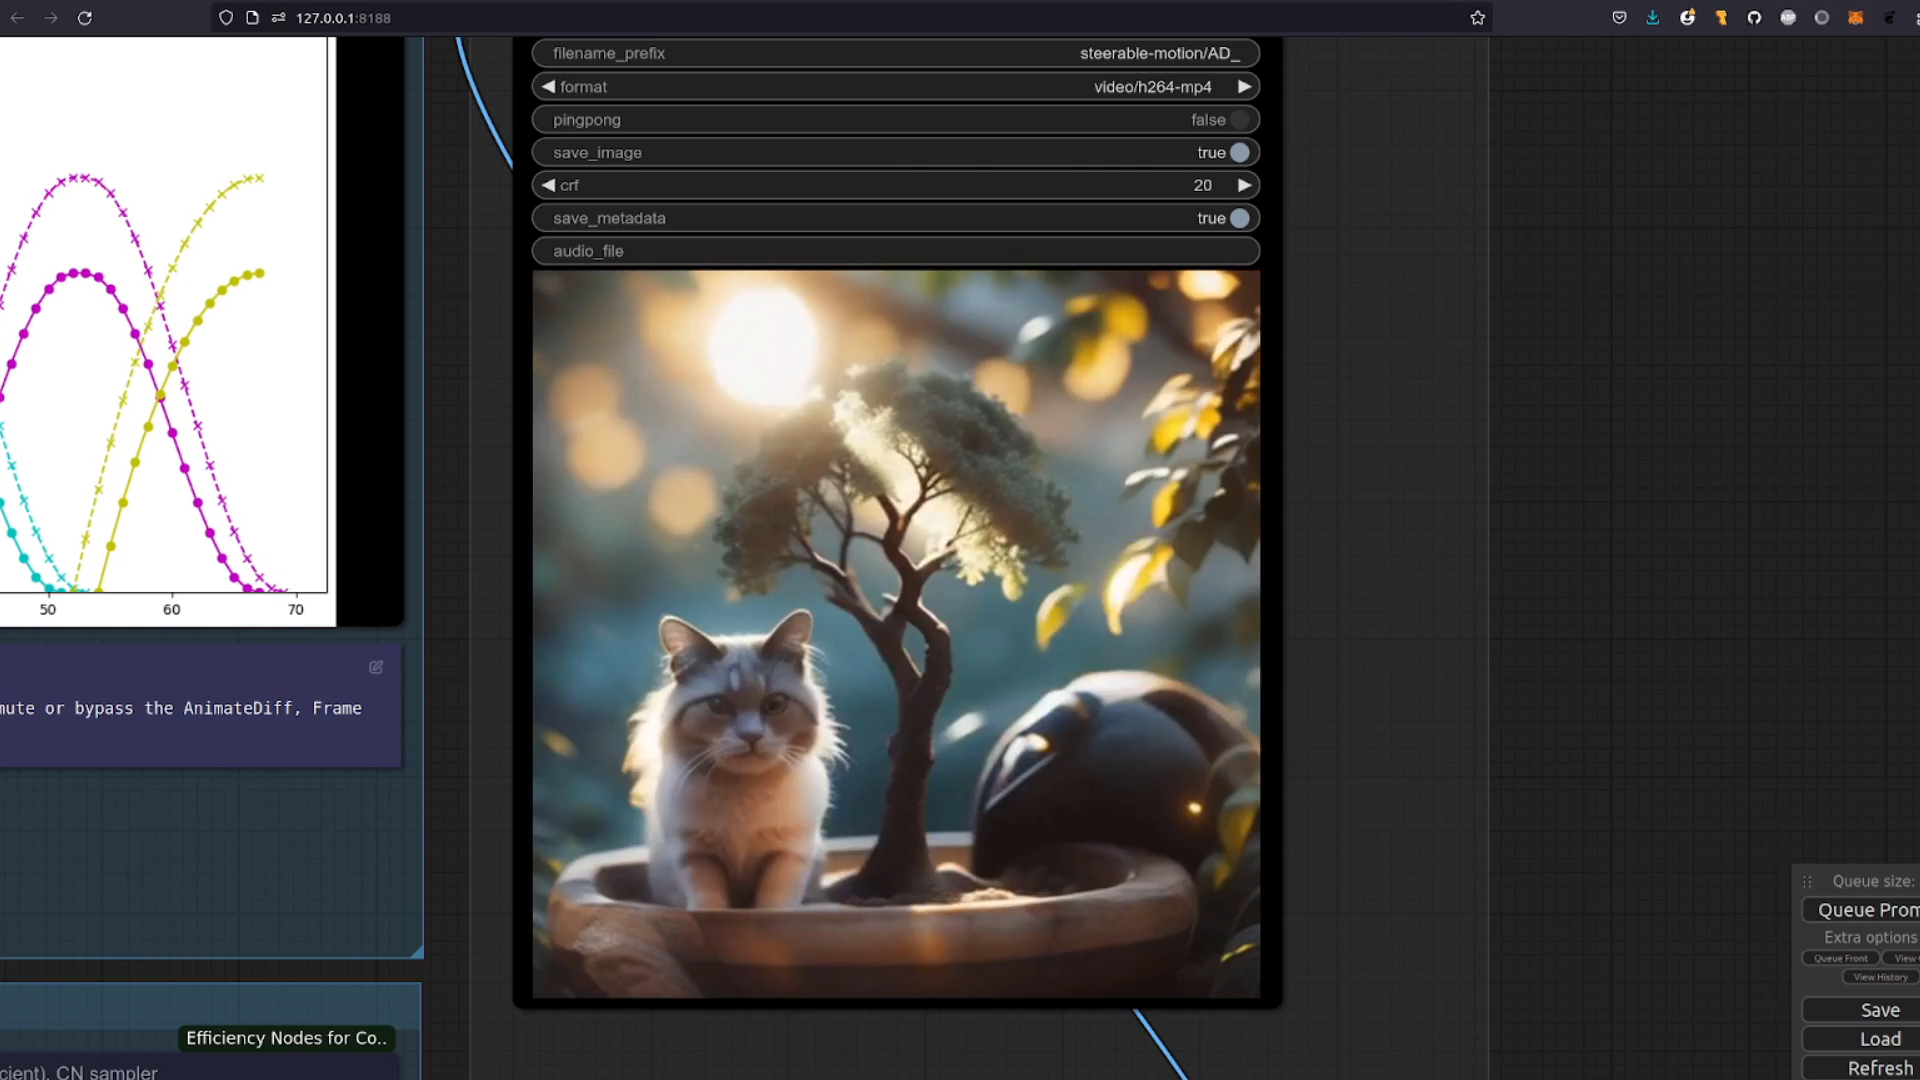 127.0.0.1:8188
ABP
filename_prefix steerable-motion/AD_
format video/h264-mp4
pingpong false
save_image true
crf 20
save_metadata true
audio_file
50 60 70
mute or bypass the AnimateDiff, Frame
Efficiency Nodes for Co..
cient), CN sampler
Queue size:
Queue Prom
Extra options
Queue Front View
View History
Save
Load
Refresh